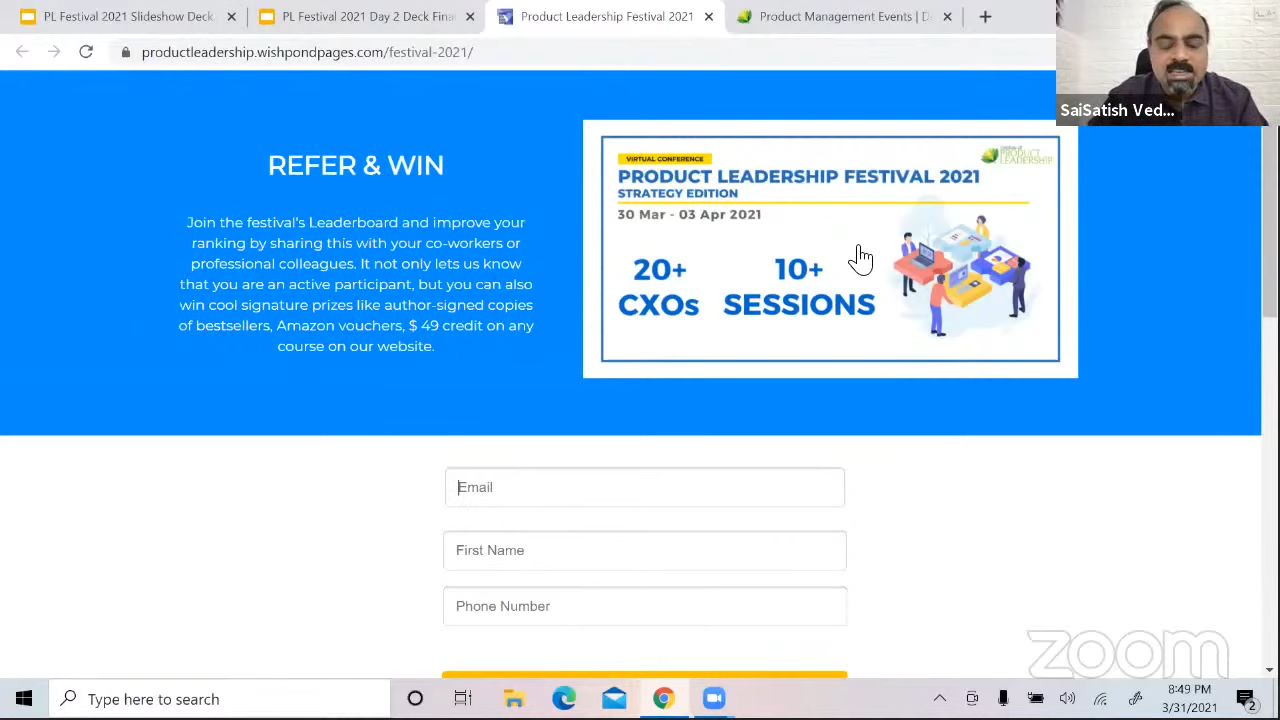 PL Festival 2021 Slideshow Deck
PL Festival 2021 Day 2 Deck Fina
Product Leadership Festival 2021
Product Management Events | D
productleadership.wishpondpages.com/festival-2021/
SaiSatish Ved...
REFER & WIN
Join the festival's Leaderboard and improve your
ranking by sharing this with your co-workers or
professional colleagues. It not only lets us know
that you are an active participant, but you can also
win cool signature prizes like author-signed copies
of bestsellers, Amazon vouchers, $ 49 credit on any
course on our website.
VIRTUAL CONFERENCE
PRODUCT LEADERSHIP
PRODUCT LEADERSHIP FESTIVAL 2021
STRATEGY EDITION
30 Mar - 03 Apr 2021
20+
CXOs
10+
SESSIONS
Email
First Name
Phone Number
zoom
Type here to search
8:49 PM
3/31/2021
2